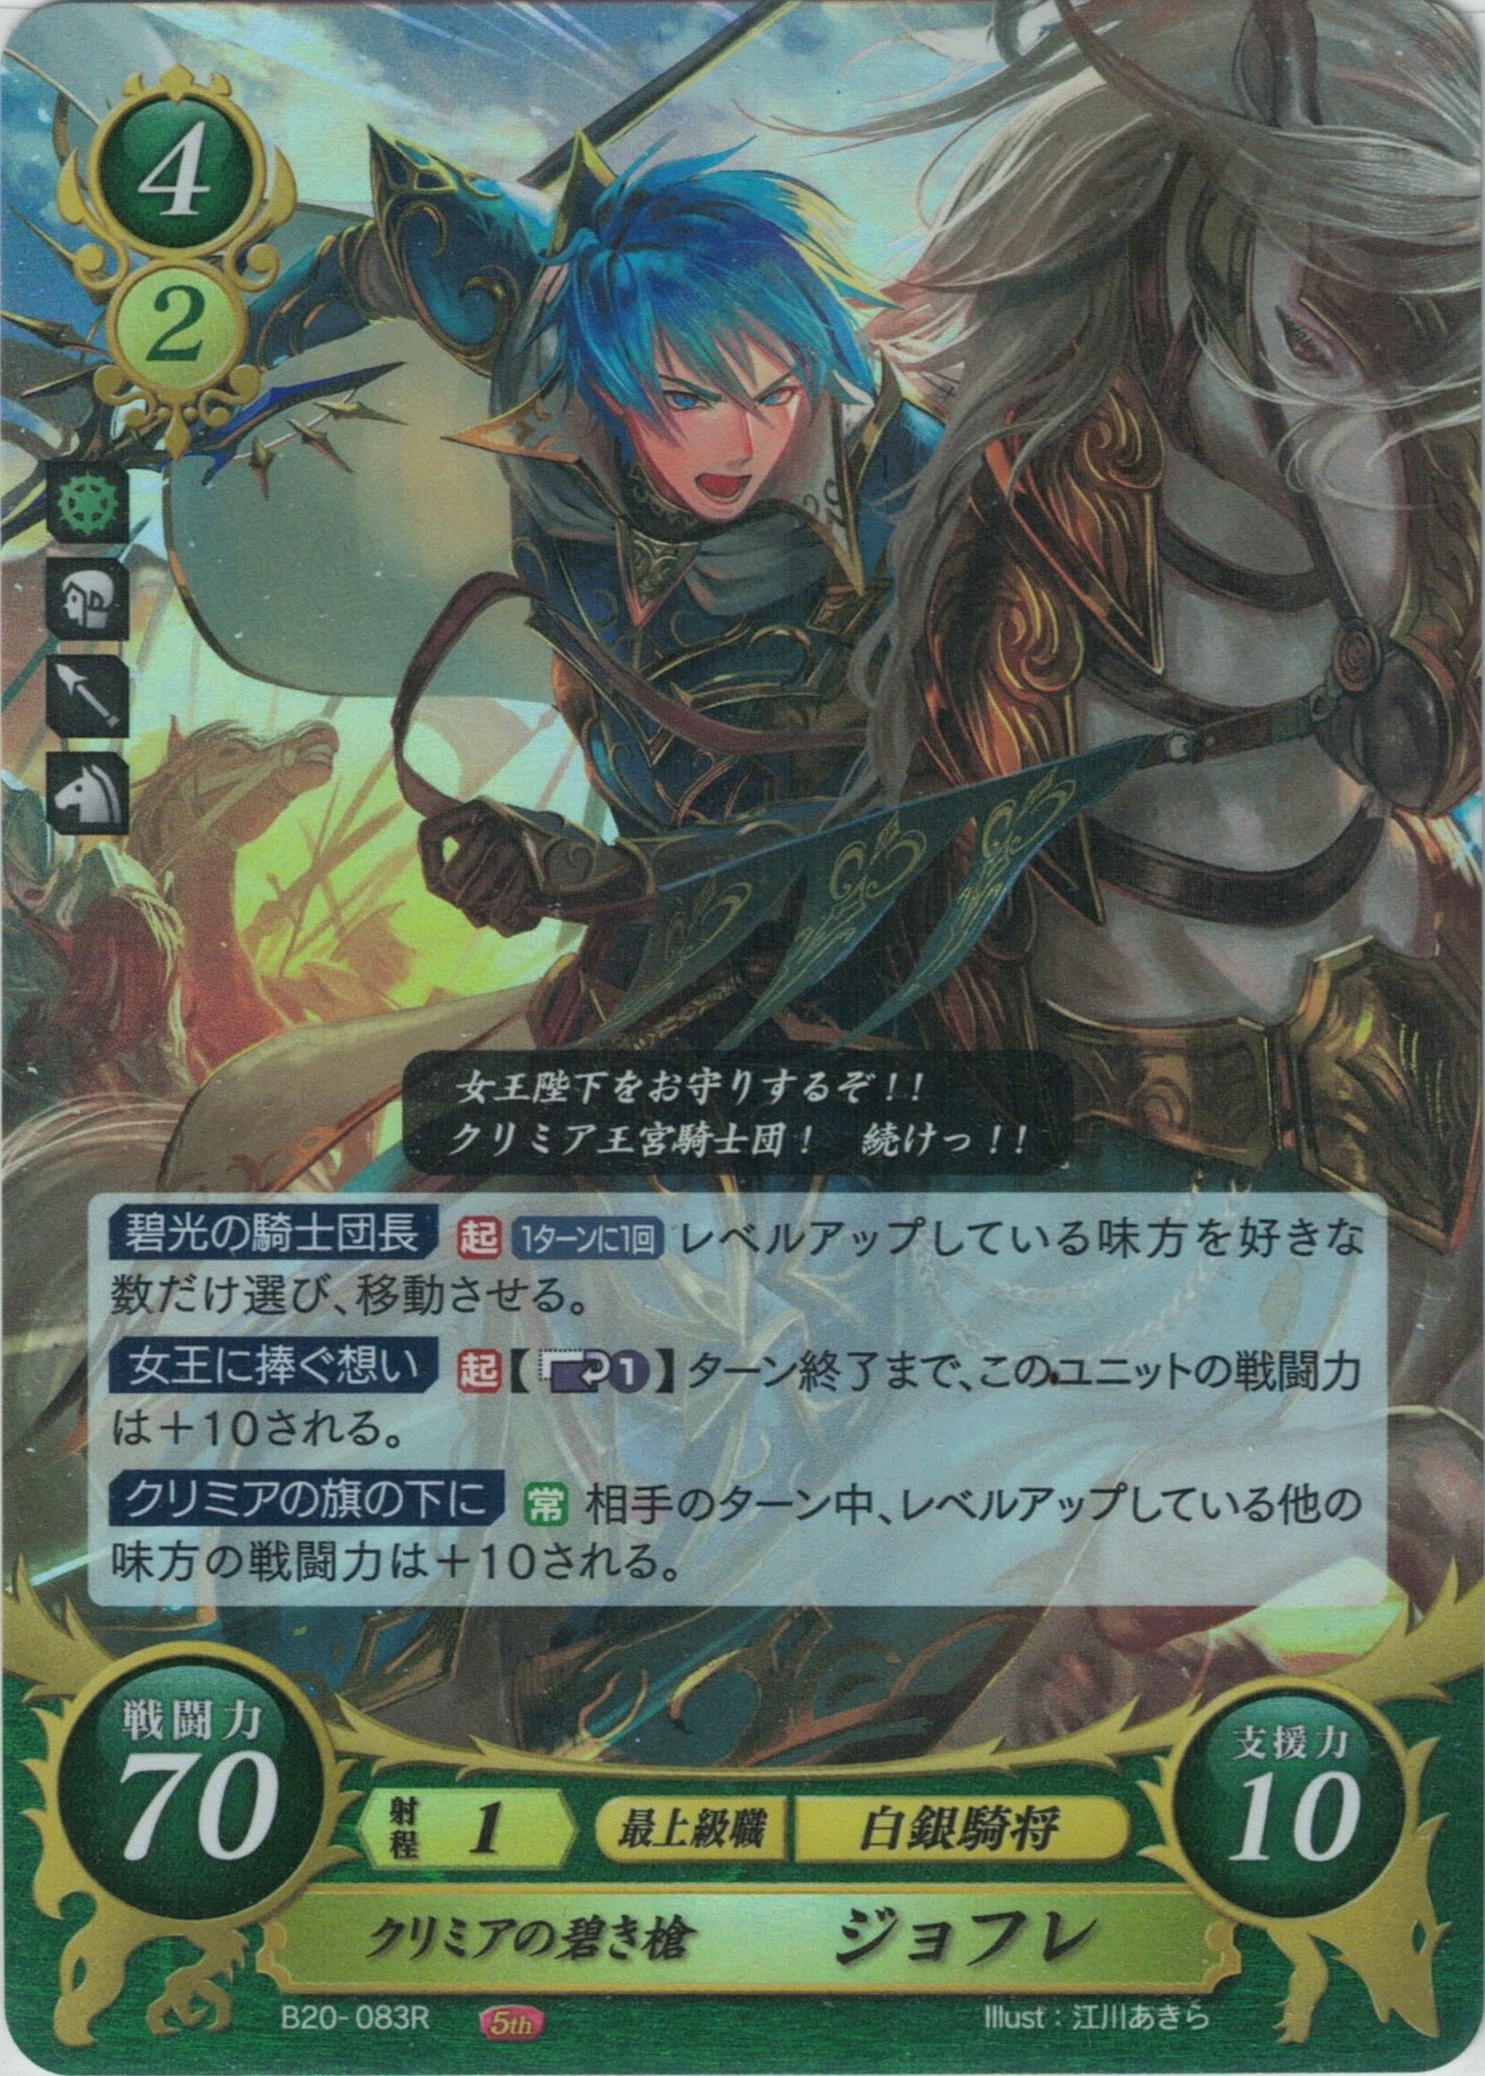 4
2
女王陛下をお守りするぞ！！
クリミア王宮騎士団！　続けっ！！
碧光の騎士団長 起 1ターンに1回 レベルアップしている味方を好きな
数だけ選び、移動させる。
女王に捧ぐ想い 起【1】ターン終了まで、このユニットの戦闘力
は＋10される。
クリミアの旗の下に 常 相手のターン中、レベルアップしている他の
味方の戦闘力は＋10される。
戦闘力
70
射程 1 最上級職 白銀騎将
支援力
10
クリミアの碧き槍 ジョフレ
B20-083R 5th Illust：江川あきら